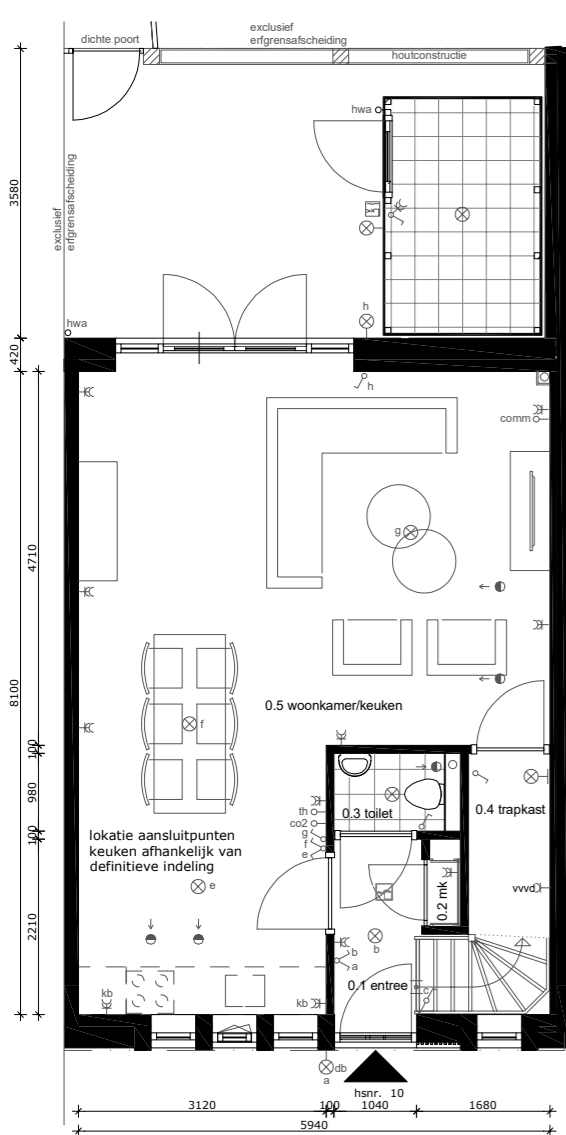 exclusief
erfgrensafscheiding
dichte poort
houtconstructie
hwa
exclusief
erfgrensafscheiding
3580
h
hwa
420
h
comm
g
4710
8100
0.5 woonkamer/keuken
f
100
980
100
0.3 toilet
0.4 trapkast
th
co2
g
f
e
lokatie aansluitpunten
keuken afhankelijk van
definitieve indeling
e
0.2 mk
vvvd
2210
b
a
b
0.1 entree
c
kb
kb
a
db
hsnr. 10
3120
100
1040
1680
5940